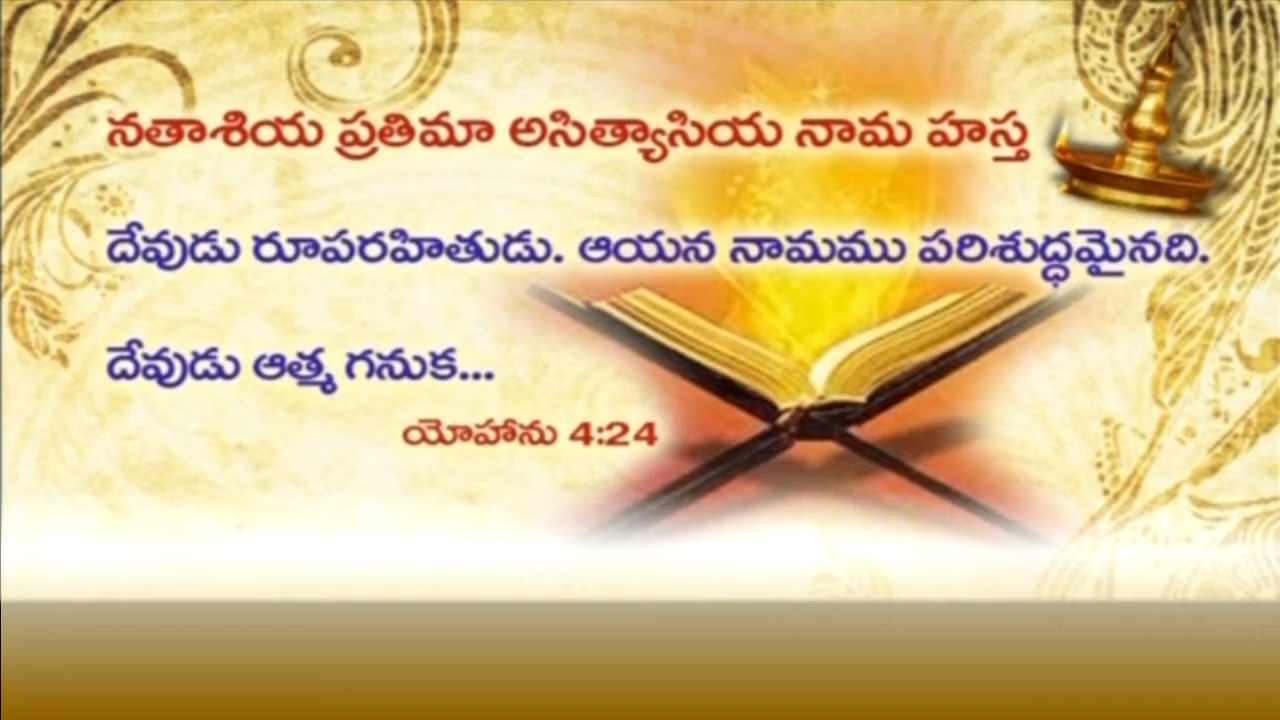 నతాశియ ప్రతిమా అసిత్యాసియ నామ హస్త
దేవుడు రూపరహితుడు. ఆయన నామము పరిశుద్ధమైనది.
దేవుడు ఆత్మ గనుక...
యోహాను 4:24